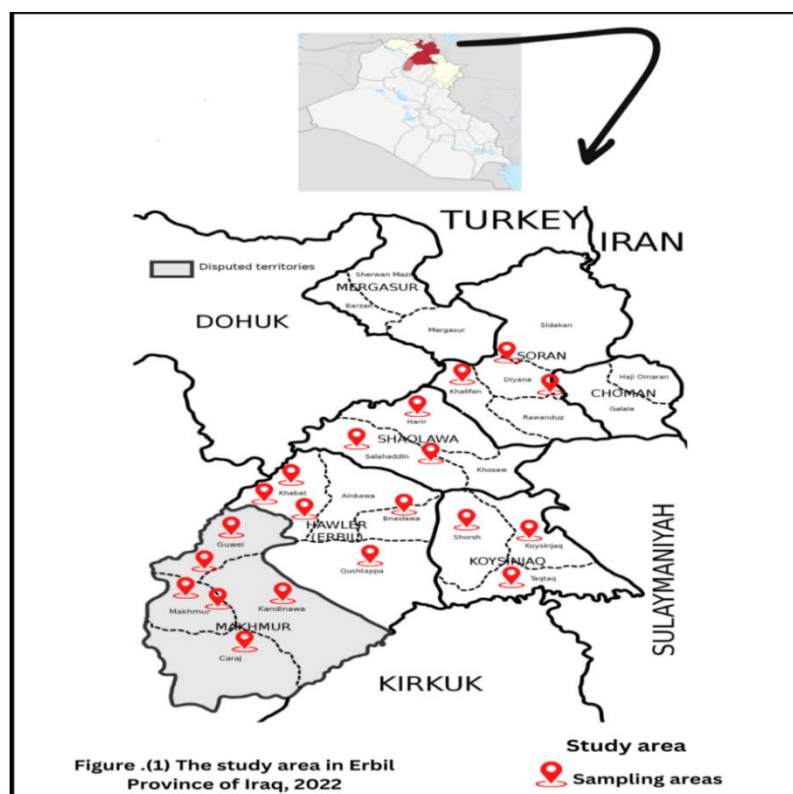 TURKEY
IRAN
Disputed territories
Sherwan Mazn
MERGASUR
Barzan
DOHUK
Mergasur
Sidakan
SORAN
Khalifan
Diyana
Haji Omaran
CHOMAN
Galala
Rawanduz
Harir
SHAQLAWA
Salahaddin
Khosaw
Khabat
Ainkawa
Bnaslawa
HAWLER
(ERBIL)
Shorsh
Koysinjaq
KOYSINJAQ
Guwei
Qushtappa
Taqtaq
Makhmur
Kandinawa
MAKHMUR
Caraj
SULAYMANIYAH
KIRKUK
Study area
Figure .(1) The study area in Erbil
Province of Iraq, 2022
Sampling areas